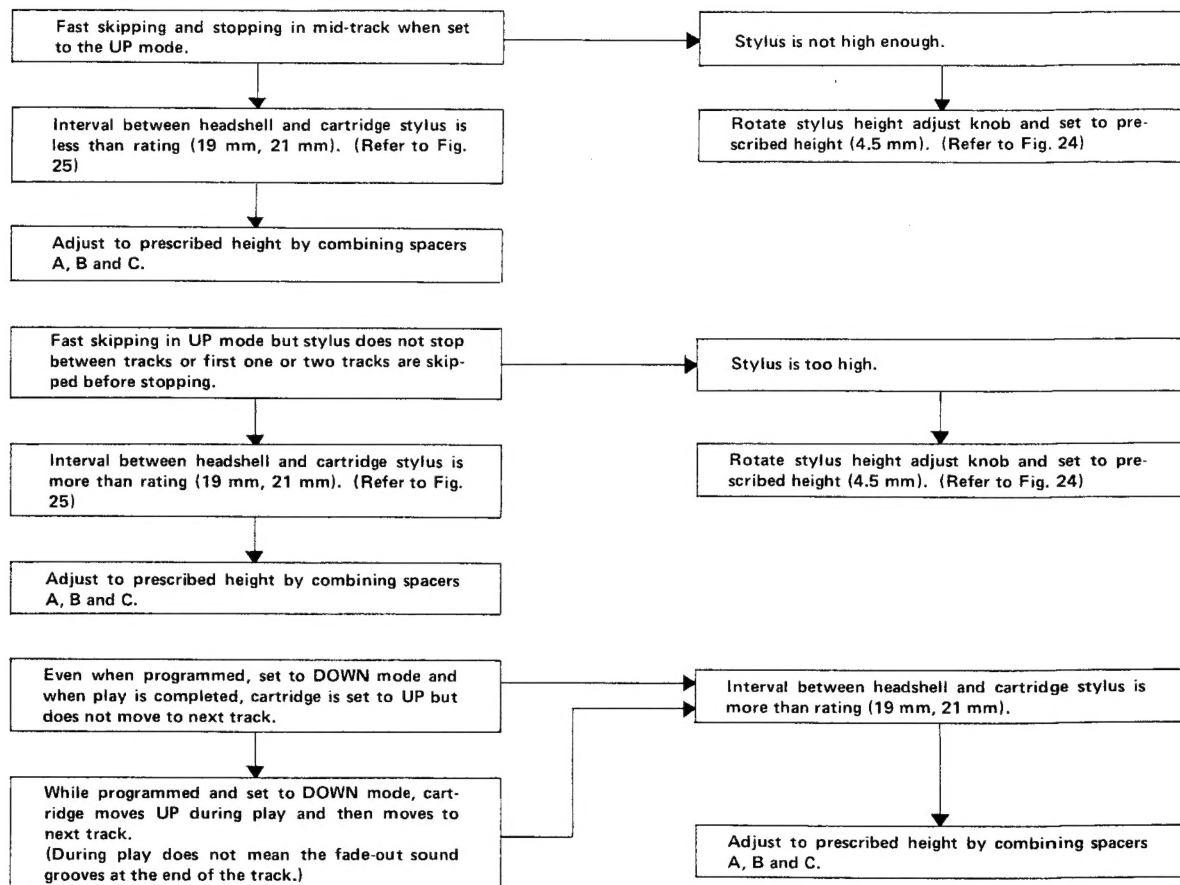 Fast skipping and stopping in mid-track when set
to the UP mode.
Stylus is not high enough.
Interval between headshell and cartridge stylus is
less than rating (19 mm, 21 mm). (Refer to Fig.
25)
Rotate stylus height adjust knob and set to pre-
scribed height (4.5 mm). (Refer to Fig. 24)
Adjust to prescribed height by combining spacers
A, B and C.
Fast skipping in UP mode but stylus does not stop
between tracks or first one or two tracks are skip-
ped before stopping.
Stylus is too high.
Interval between headshell and cartridge stylus is
more than rating (19 mm, 21 mm). (Refer to Fig.
25)
Rotate stylus height adjust knob and set to pre-
scribed height (4.5 mm). (Refer to Fig. 24)
Adjust to prescribed height by combining spacers
A, B and C.
Even when programmed, set to DOWN mode and
when play is completed, cartridge is set to UP but
does not move to next track.
Interval between headshell and cartridge stylus is
more than rating (19 mm, 21 mm).
While programmed and set to DOWN mode, cart-
ridge moves UP during play and then moves to
next track.
(During play does not mean the fade-out sound
grooves at the end of the track.)
Adjust to prescribed height by combining spacers
A, B and C.